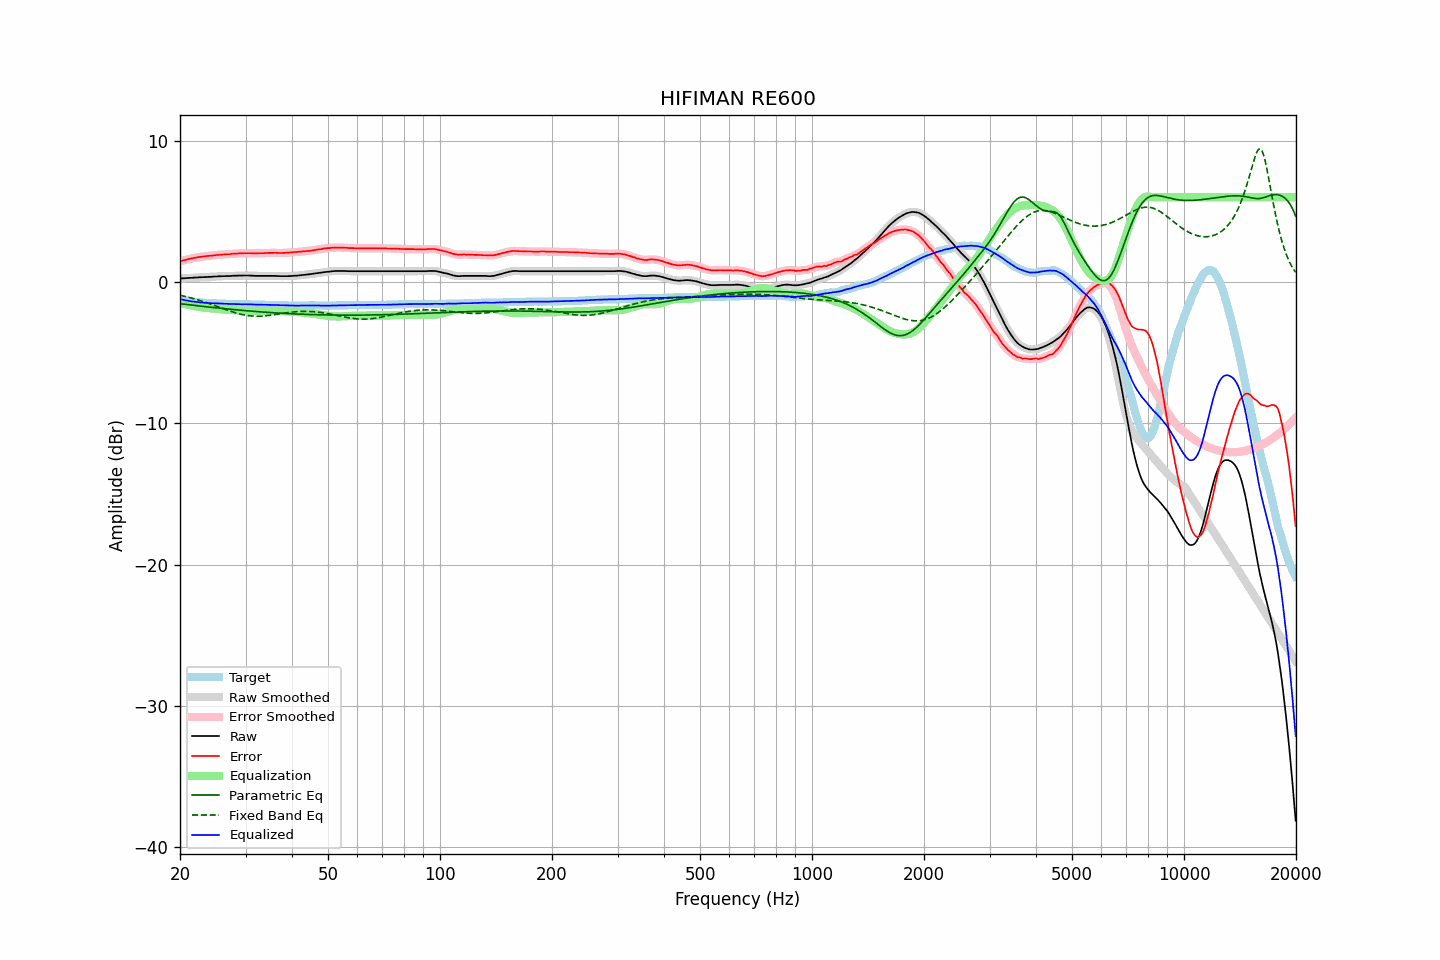 HIFIMAN RE600
10
0
−10
−20
−30
−40
Amplitude (dBr)
Target
Raw Smoothed
Error Smoothed
Raw
Error
Equalization
Parametric Eq
Fixed Band Eq
Equalized
20
50
100
200
500
1000
2000
5000
10000
20000
Frequency (Hz)